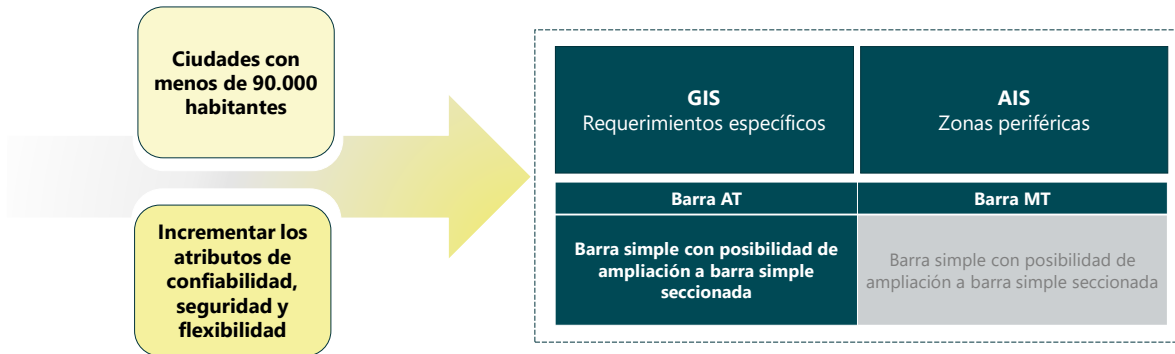 Ciudades con
menos de 90.000
habitantes
Incrementar los
atributos de
confiabilidad,
seguridad y
flexibilidad
GIS
Requerimientos específicos
AIS
Zonas periféricas
Barra AT
Barra MT
Barra simple con posibilidad de
ampliación a barra simple
seccionada
Barra simple con posibilidad de
ampliación a barra simple seccionada